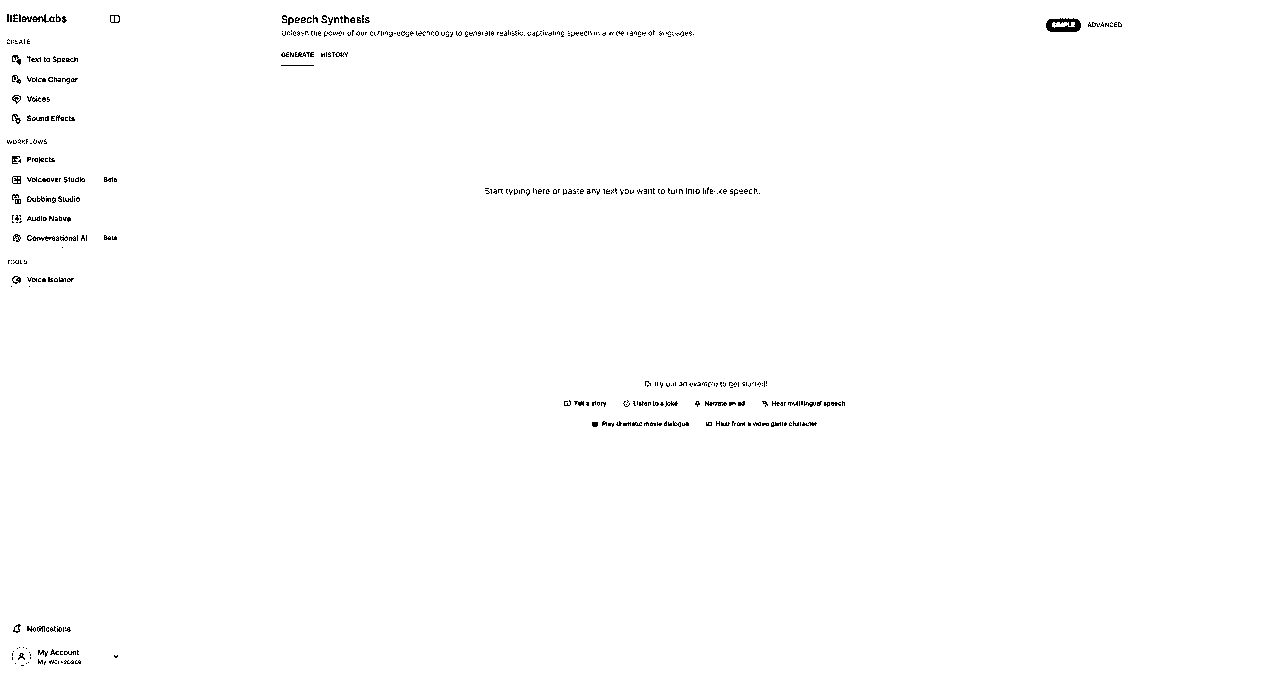 IIElevenLabs
CREATE
Text to Speech
Voice Changer
Voices
Sound Effects
WORKFLOWS
Projects
Voiceover Studio Beta
Dubbing Studio
Audio Native
Conversational AI Beta
TOOLS
Voice Isolator
Notifications
My Account
My Workspace
Speech Synthesis
Unleash the power of our cutting-edge technology to generate realistic, captivating speech in a wide range of languages.
SIMPLE ADVANCED
GENERATE HISTORY
Start typing here or paste any text you want to turn into life-like speech.
Or try out an example to get started!
Tell a story Listen to a joke Narrate an ad Hear multilingual speech
Play dramatic movie dialogue Hear from a video game character